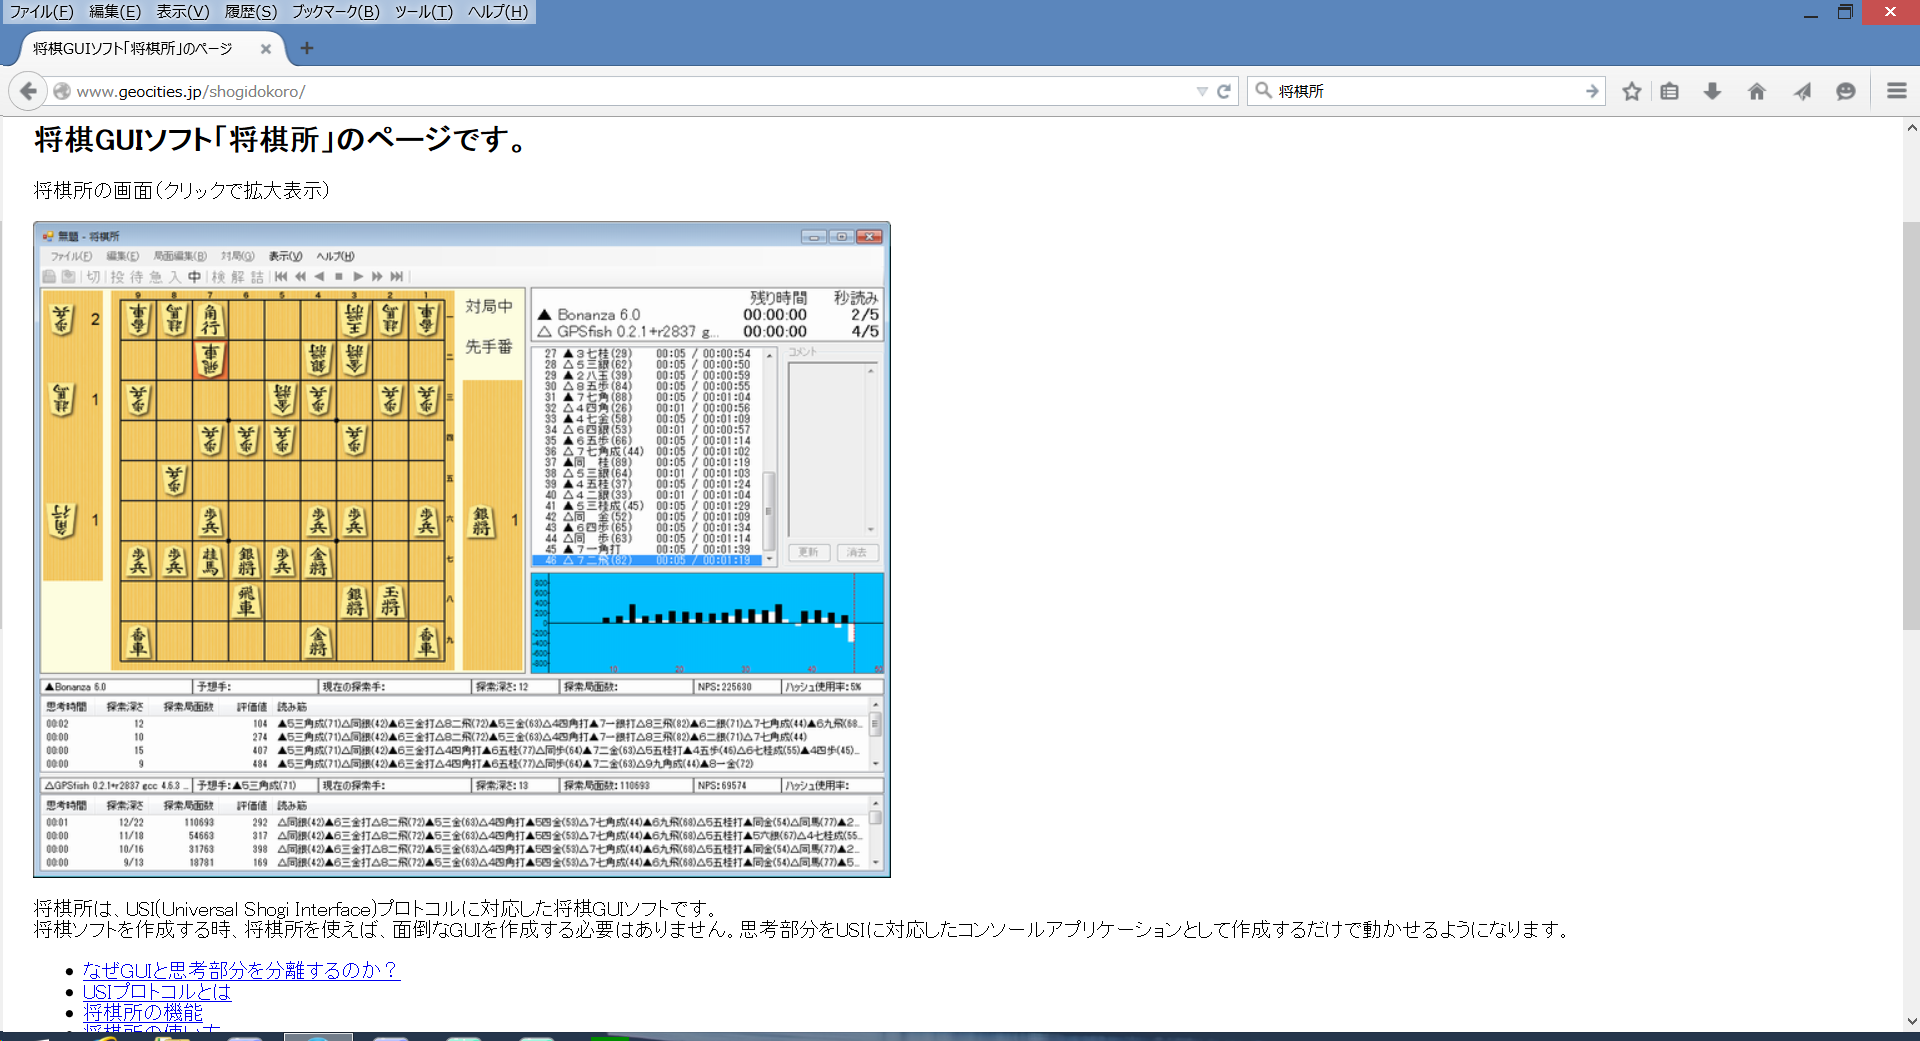 ファイル(F) 編集(E) 表示(V) 履歴(S) ブックマーク(B) ツール(T) ヘルプ(H)
将棋GUIソフト「将棋所」のページ
www.geocities.jp/shogidokoro/
将棋所
将棋GUIソフト「将棋所」のページです。
将棋所の画面(クリックで拡大表示)
無題 - 将棋所
ファイル(F) 編集(E) 局面編集(B) 対局(G) 表示(V) ヘルプ(H)
切 投 待 急 入 中 検 解 詰
9 8 7 6 5 4 3 2 1
対局中
先手番
残り時間 秒読み
▲ Bonanza 6.0 00:00:00 2/5
△ GPSfish 0.2.1+r2837 g... 00:00:00 4/5
コメント
27 ▲3七桂(29) 00:05 / 00:00:54
28 △5三銀(62) 00:05 / 00:00:50
29 ▲2八玉(39) 00:05 / 00:00:59
30 △8五歩(84) 00:05 / 00:00:55
31 ▲7七角(88) 00:05 / 00:01:04
32 △4四角(26) 00:01 / 00:00:56
33 ▲4七金(58) 00:05 / 00:01:09
34 △6四銀(53) 00:01 / 00:00:57
35 ▲6五歩(66) 00:05 / 00:01:14
36 △7七角成(44) 00:05 / 00:01:02
37 ▲同 桂(89) 00:05 / 00:01:19
38 △5三銀(64) 00:01 / 00:01:03
39 ▲4五桂(37) 00:05 / 00:01:24
40 △4二銀(33) 00:01 / 00:01:04
41 ▲5三桂成(45) 00:05 / 00:01:29
42 △同 金(52) 00:05 / 00:01:09
43 ▲6四歩(65) 00:05 / 00:01:34
44 △同 歩(63) 00:05 / 00:01:14
45 ▲7一角打 00:05 / 00:01:39
46 △7二飛(82) 00:05 / 00:01:19
更新 消去
▲Bonanza 6.0 予想手: 現在の探索手: 探索深さ:12 探索局面数: NPS:225630 ハッシュ使用率:5%
思考時間 探索深さ 探索局面数 評価値 読み筋
00:02 12 104 ▲5三角成(71)△同銀(42)▲6三金打△8二飛(72)▲5三金(63)△4四角打▲7一銀打△8三飛(82)▲6二銀(71)△7七角成(44)▲6九飛(68...
00:00 10 274 ▲5三角成(71)△同銀(42)▲6三金打△8二飛(72)▲5三金(63)△4四角打▲7一銀打△7七角成(44)
00:00 15 407 ▲5三角成(71)△同銀(42)▲6三金打△4四角打▲6五桂(77)△同歩(64)▲7二金(63)△5五桂打▲4五歩(46)△6七桂成(55)▲4四歩(45)...
00:00 9 484 ▲5三角成(71)△同銀(42)▲6三金打△4四角打▲6五桂(77)△同歩(64)▲7二金(63)△9九角成(44)▲8一金(72)
△GPSfish 0.2.1+r2837 gcc 4.6.3 ... 予想手:▲5三角成(71) 現在の探索手: 探索深さ:13 探索局面数:110693 NPS:69574 ハッシュ使用率:
思考時間 探索深さ 探索局面数 評価値 読み筋
00:01 12/22 110693 292 △同銀(42)▲6三金打△8二飛(72)▲5三金(63)△4四角打▲5四金(53)△7七角成(44)▲6九飛(68)△5五桂打▲同金(54)△同馬(77)▲2...
00:00 11/18 54663 317 △同銀(42)▲6三金打△8二飛(72)▲5三金(63)△4四角打▲5四金(53)△7七角成(44)▲6九飛(68)△5五桂打▲5六銀(67)△4七桂成(55...
00:00 10/16 31763 398 △同銀(42)▲6三金打△8二飛(72)▲5三金(63)△4四角打▲5四金(53)△7七角成(44)▲6九飛(68)△5五桂打▲同金(54)△同馬(77)▲2...
00:00 9/13 18781 169 △同銀(42)▲6三金打△8二飛(72)▲5三金(63)△4四角打▲5四金(53)△7七角成(44)▲6九飛(68)△5五桂打▲同金(54)△同馬(77)▲5...
将棋所は、USI(Universal Shogi Interface)プロトコルに対応した将棋GUIソフトです。
将棋ソフトを作成する時、将棋所を使えば、面倒なGUIを作成する必要はありません。思考部分をUSIに対応したコンソールアプリケーションとして作成するだけで動かせるようになります。
なぜGUIと思考部分を分離するのか?
USIプロトコルとは
将棋所の機能
将棋所の使い方